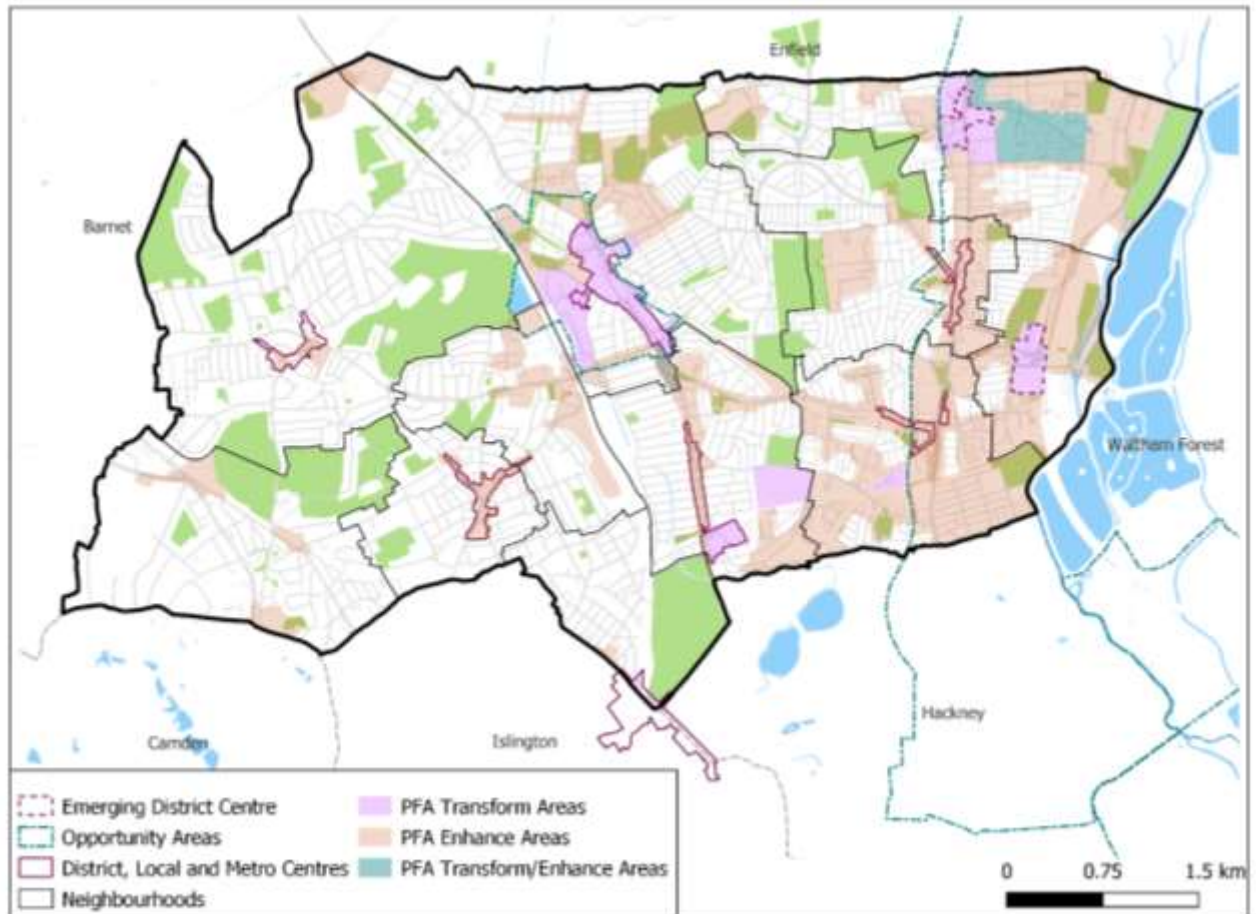 Enfield
Barnet
Waltham Forest
Hackney
Camden
Islington
Emerging District Centre
Opportunity Areas
District, Local and Metro Centres
Neighbourhoods
PFA Transform Areas
PFA Enhance Areas
PFA Transform/Enhance Areas
0 0.75 1.5 km